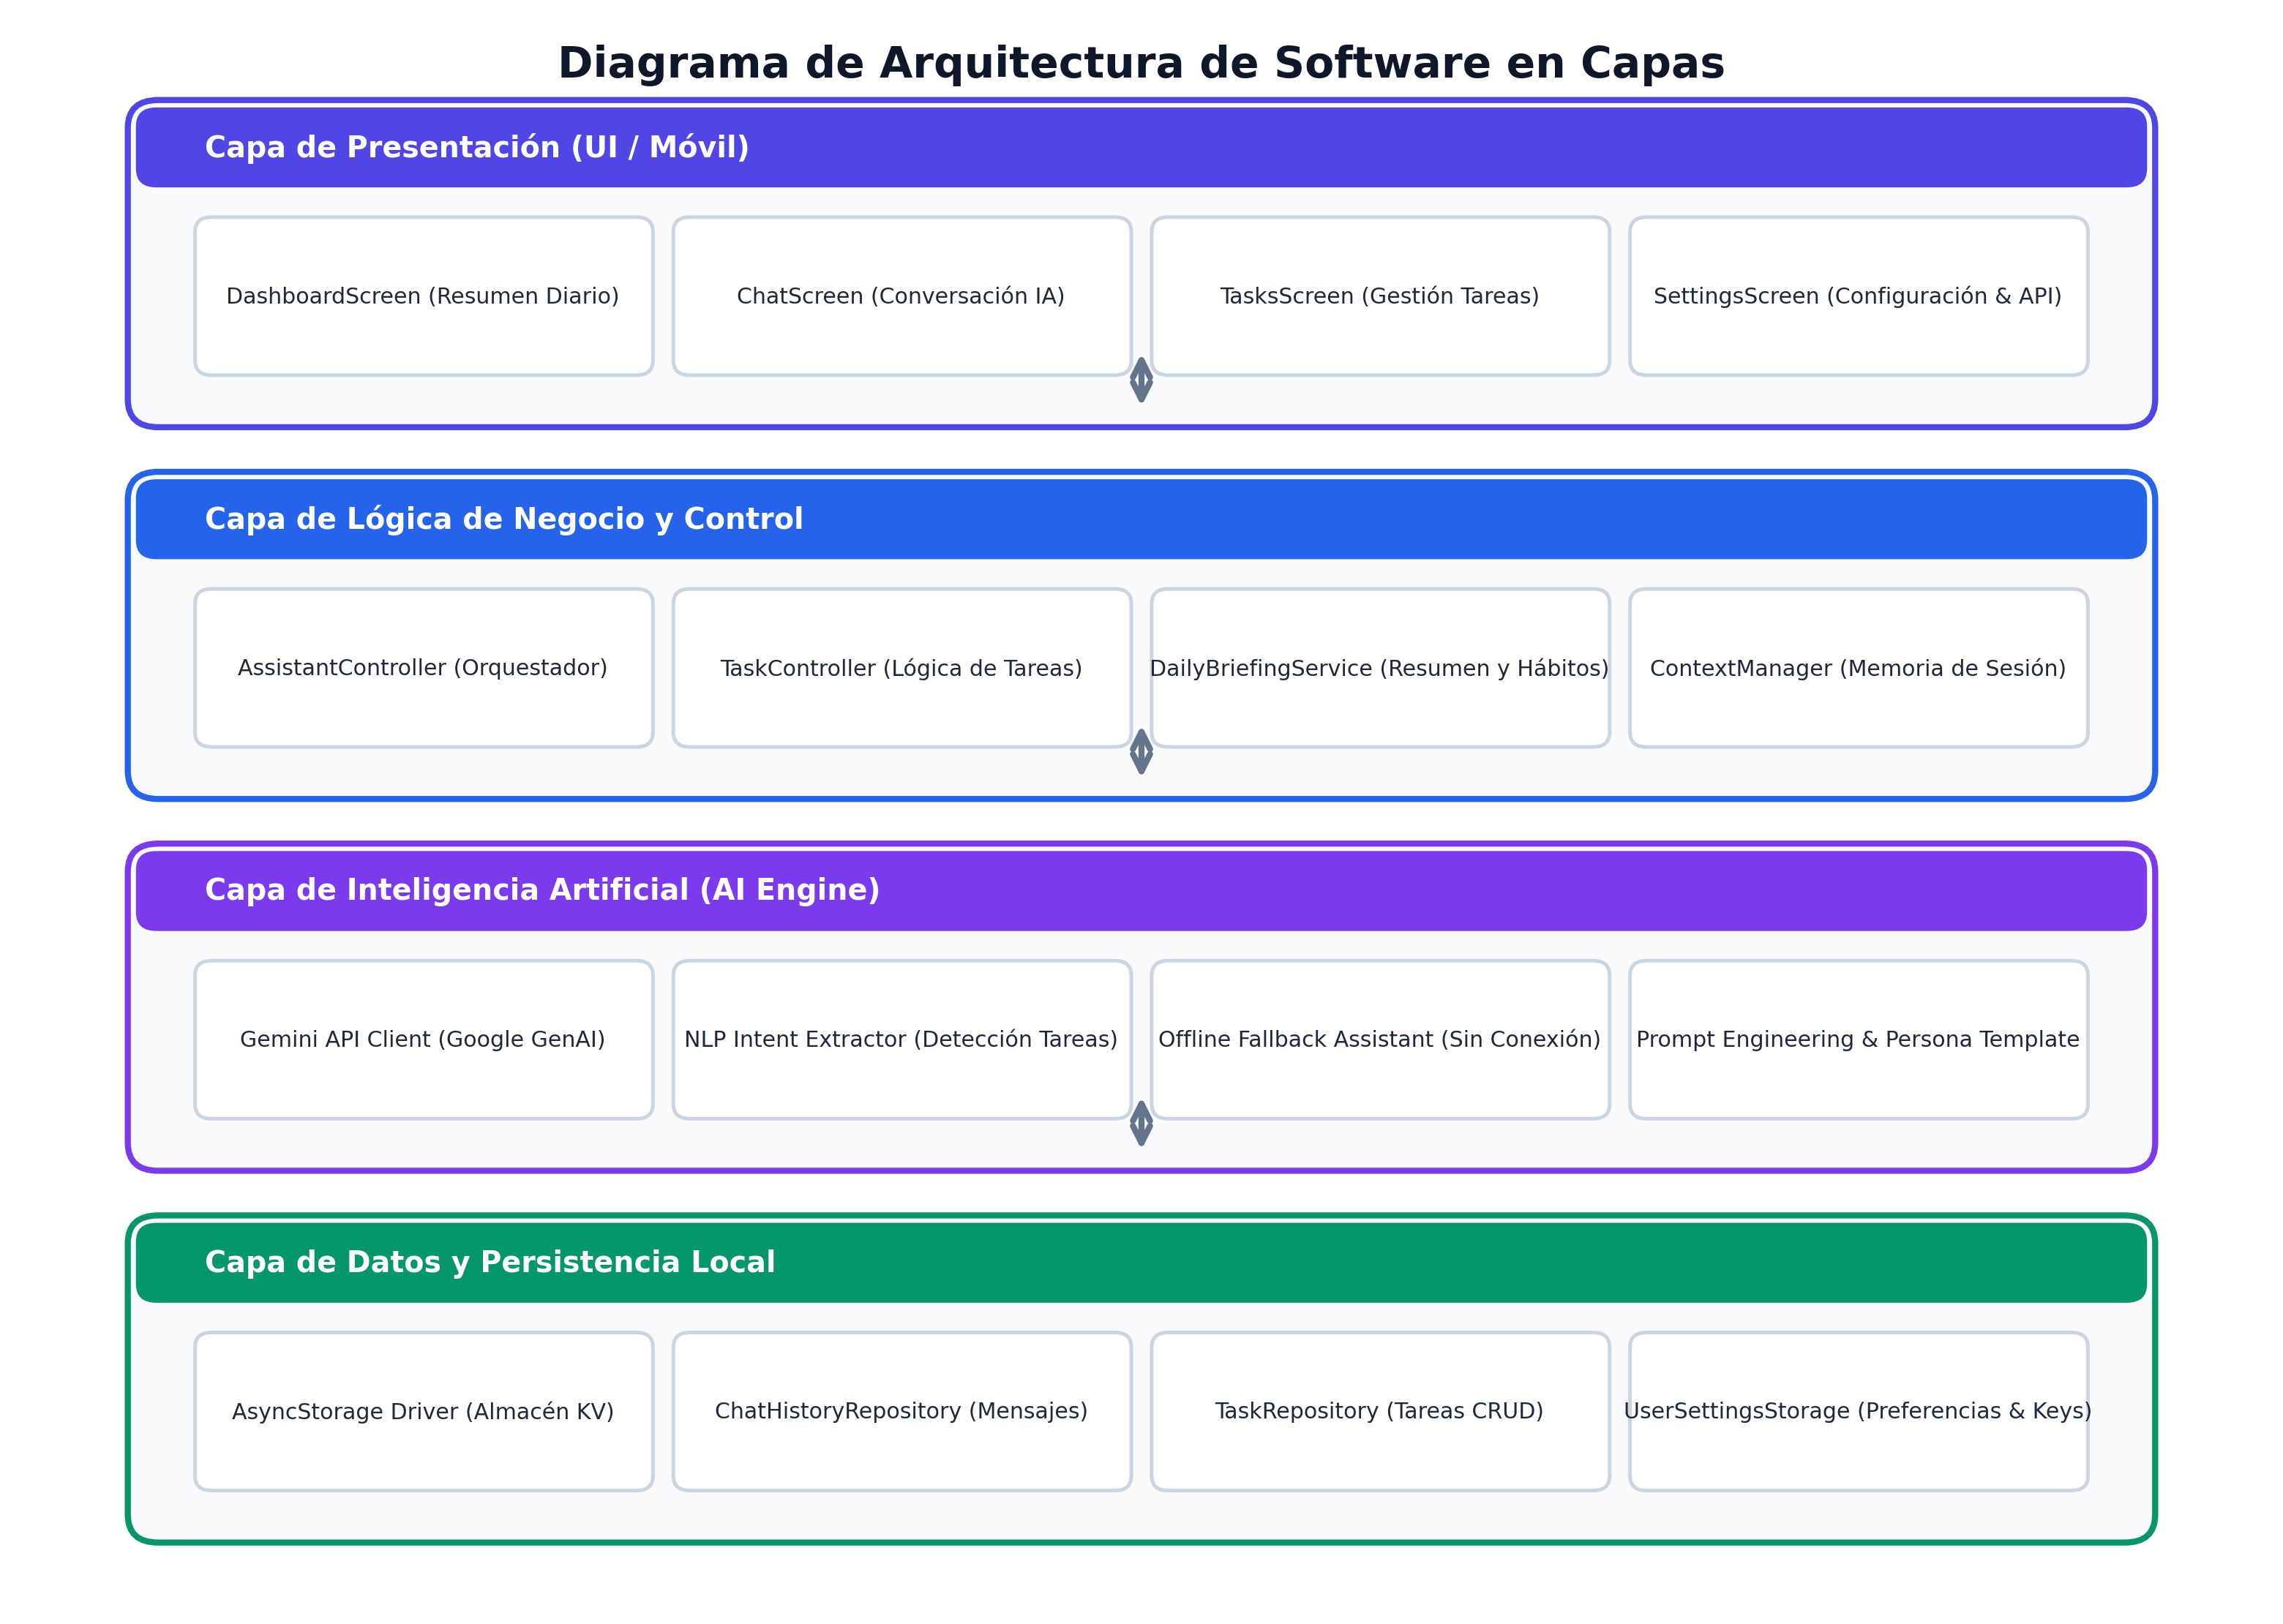 Diagrama de Arquitectura de Software en Capas
Capa de Presentación (UI / Móvil)
DashboardScreen (Resumen Diario)
ChatScreen (Conversación IA)
TasksScreen (Gestión Tareas)
SettingsScreen (Configuración & API)
Capa de Lógica de Negocio y Control
AssistantController (Orquestador)
TaskController (Lógica de Tareas)
DailyBriefingService (Resumen y Hábitos)
ContextManager (Memoria de Sesión)
Capa de Inteligencia Artificial (AI Engine)
Gemini API Client (Google GenAI)
NLP Intent Extractor (Detección Tareas)
Offline Fallback Assistant (Sin Conexión)
Prompt Engineering & Persona Template
Capa de Datos y Persistencia Local
AsyncStorage Driver (Almacén KV)
ChatHistoryRepository (Mensajes)
TaskRepository (Tareas CRUD)
UserSettingsStorage (Preferencias & Keys)